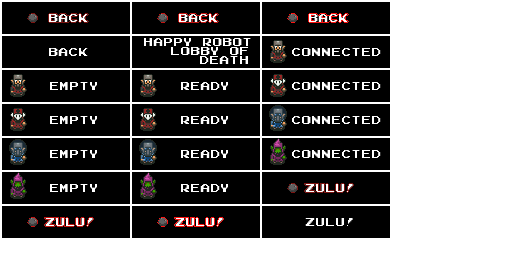 BACK BACK BACK
BACK HAPPY ROBOT
LOBBY OF
DEATH CONNECTED
EMPTY READY CONNECTED
EMPTY READY CONNECTED
EMPTY READY CONNECTED
EMPTY READY ZULU!
ZULU! ZULU! ZULU!